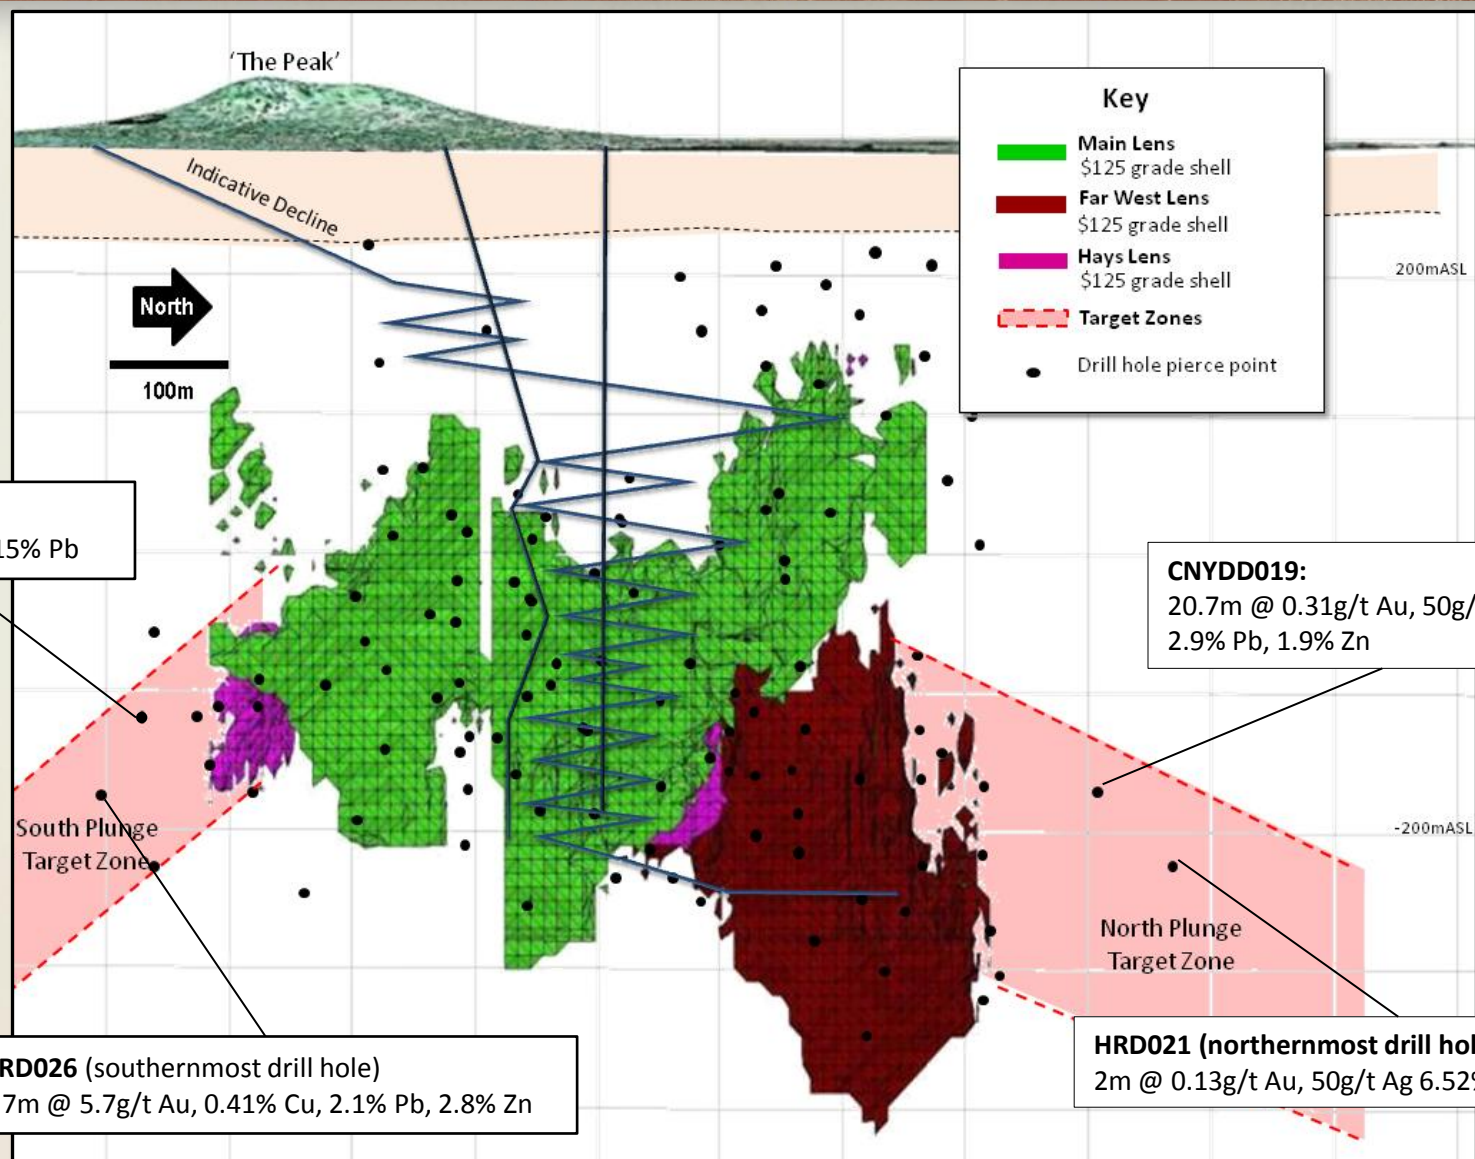 'The Peak'
Indicative Decline
North
100m
Key
Main Lens
$125 grade shell
Far West Lens
$125 grade shell
Hays Lens
$125 grade shell
Target Zones
Drill hole pierce point
200mASL
15% Pb
CNYDD019:
20.7m @ 0.31g/t Au, 50g/
2.9% Pb, 1.9% Zn
-200mASL
South Plunge
Target Zone
North Plunge
Target Zone
RD026 (southernmost drill hole)
7m @ 5.7g/t Au, 0.41% Cu, 2.1% Pb, 2.8% Zn
HRD021 (northernmost drill hol
2m @ 0.13g/t Au, 50g/t Ag 6.52%